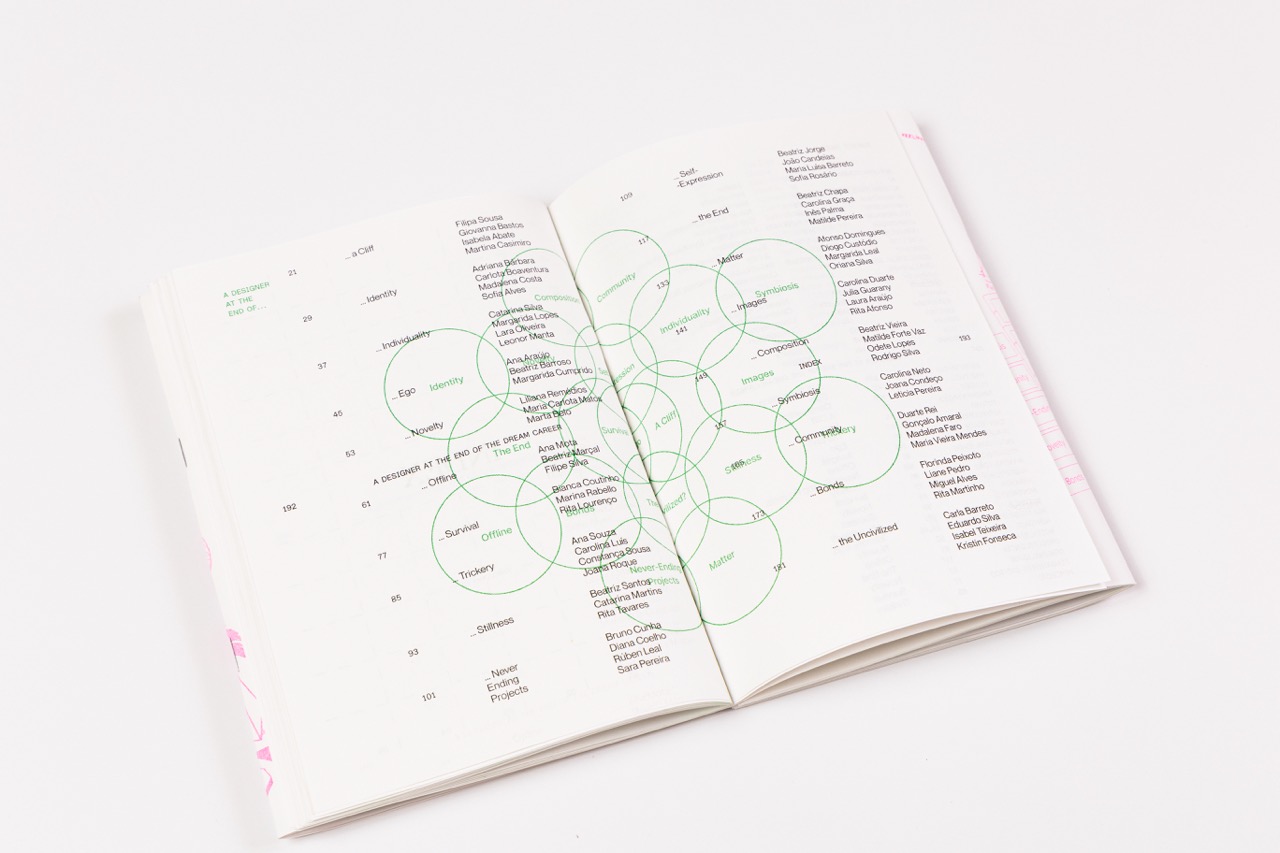 A DESIGNER
AT THE
END OF...
21
_ a Cliff
Filipa Sousa
Giovanna Bastos
Isabela Abate
Martina Casimiro
29
_ Identity
Adriana Bárbara
Carlota Boaventura
Madalena Costa
Sofia Alves
37
_ Individuality
Catarina Silva
Margarida Lopes
Lara Oliveira
Leonor Manta
45
_ Ego
Ana Araújo
Beatriz Barroso
Margarida Cumprido
53
_ Novelty
Liliana Remédios
Maria Carlota Matos
Marta Belo
A DESIGNER AT THE END OF THE DREAM CAREER
192
61
_ Offline
Ana Mota
Beatriz Marçal
Filipe Silva
77
_ Survival
Bianca Coutinho
Marina Rabello
Rita Lourenço
85
_ Trickery
Ana Souza
Carolina Luis
Constança Sousa
Joana Roque
93
_ Stillness
Beatriz Santos
Catarina Martins
Rita Tavares
101
_ Never
Ending
Projects
Bruno Cunha
Diana Coelho
Rúben Leal
Sara Pereira
Composition
Identity
The End
Bonds
Offline
Never-Ending
Projects
109
_ Self-
-Expression
Beatriz Jorge
João Candeias
Maria Luisa Barreto
Sofia Rosário
117
_ the End
Beatriz Chapa
Carolina Graça
Inês Palma
Matilde Pereira
133
_ Matter
Afonso Domingues
Diogo Custódio
Margarida Leal
Oriana Silva
141
_ Images
Carolina Duarte
Julia Guarany
Laura Araújo
Rita Afonso
149
_ Composition
Beatriz Vieira
Matilde Forte Vaz
Odete Lopes
Rodrigo Silva
INDEX
193
157
_ Symbiosis
Carolina Neto
Joana Condeço
Leticia Pereira
165
_ Community
Duarte Rei
Gonçalo Amaral
Madalena Faro
Maria Vieira Mendes
173
_ Bonds
Florinda Peixoto
Liane Pedro
Miguel Alves
Rita Martinho
181
_ the Uncivilized
Carla Barreto
Eduardo Silva
Isabel Teixeira
Kristin Fonseca
Community
Individuality
Symbiosis
Images
A Cliff
Stillness
Matter